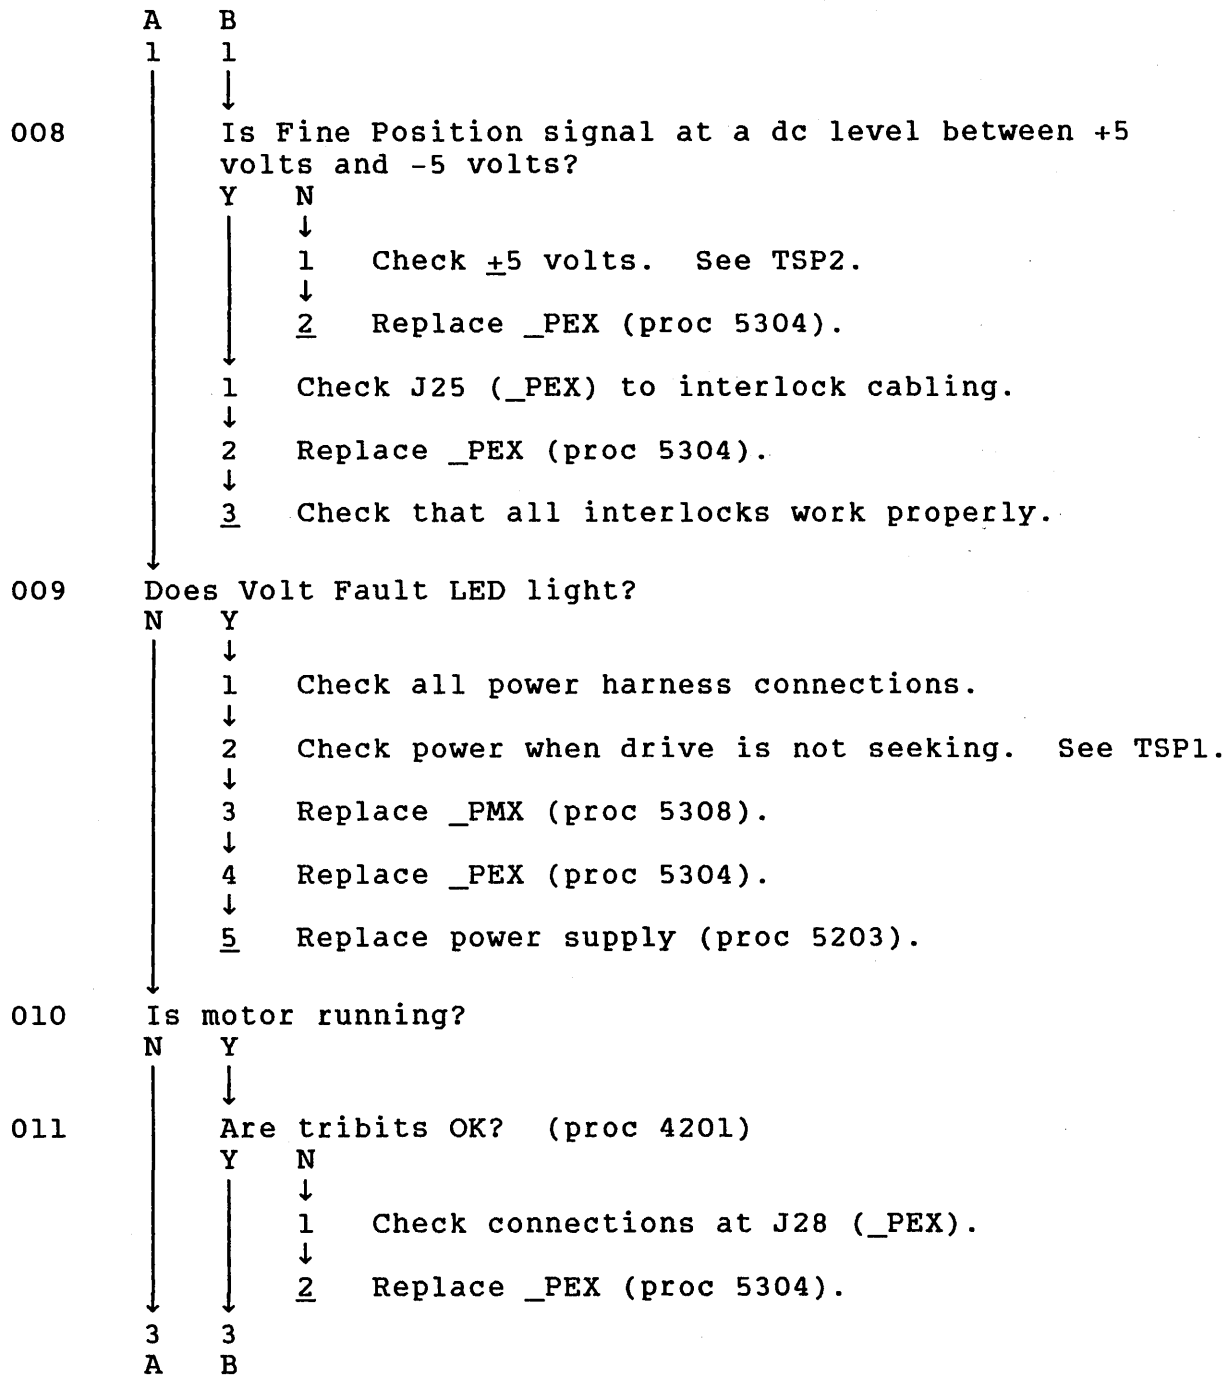 A B
1 1
↓
008 Is Fine Position signal at a dc level between +5
volts and -5 volts?
Y N
↓
1 Check ±5 volts. See TSP2.
↓
2 Replace _PEX (proc 5304).
1 Check J25 (_PEX) to interlock cabling.
↓
2 Replace _PEX (proc 5304).
↓
3 Check that all interlocks work properly.
009 Does Volt Fault LED light?
N Y
↓
1 Check all power harness connections.
↓
2 Check power when drive is not seeking. See TSP1.
↓
3 Replace _PMX (proc 5308).
↓
4 Replace _PEX (proc 5304).
↓
5 Replace power supply (proc 5203).
010 Is motor running?
N Y
↓
011 Are tribits OK? (proc 4201)
Y N
↓
1 Check connections at J28 (_PEX).
↓
2 Replace _PEX (proc 5304).
3 3
A B